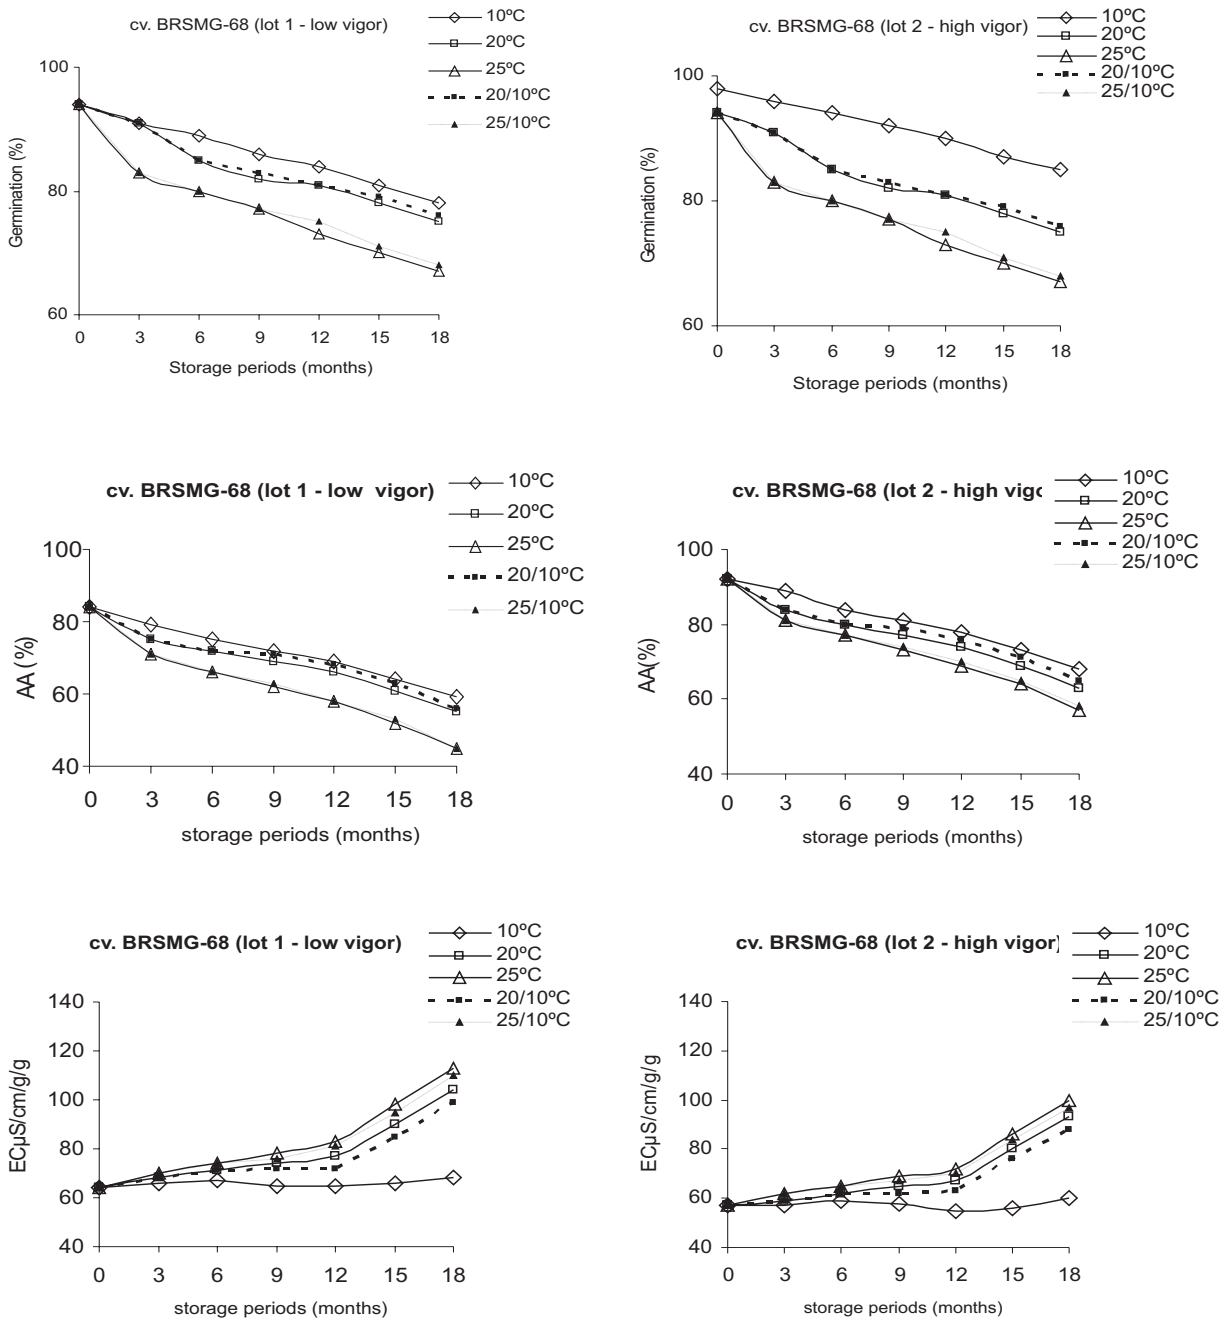 cv. BRSMG-68 (lot 1 - low vigor)
10ºC
20ºC
25ºC
20/10ºC
25/10ºC
100
80
60
Germination (%)
0 3 6 9 12 15 18
Storage periods (months)
cv. BRSMG-68 (lot 2 - high vigor)
10ºC
20ºC
25ºC
20/10ºC
25/10ºC
100
80
60
Germination (%)
0 3 6 9 12 15 18
Storage periods (months)
cv. BRSMG-68 (lot 1 - low vigor)
10ºC
20ºC
25ºC
20/10ºC
25/10ºC
100
80
60
40
AA (%)
0 3 6 9 12 15 18
storage periods (months)
cv. BRSMG-68 (lot 2 - high vigo
10ºC
20ºC
25ºC
20/10ºC
25/10ºC
100
80
60
40
AA(%)
0 3 6 9 12 15 18
storage periods (months)
cv. BRSMG-68 (lot 1 - low vigor)
10ºC
20ºC
25ºC
20/10ºC
25/10ºC
140
120
100
80
60
40
ECµS/cm/g/g
0 3 6 9 12 15 18
storage periods (months)
cv. BRSMG-68 (lot 2 - high vigor)
10ºC
20ºC
25ºC
20/10ºC
25/10ºC
140
120
100
80
60
40
ECµS/cm/g/g
0 3 6 9 12 15 18
storage periods (months)